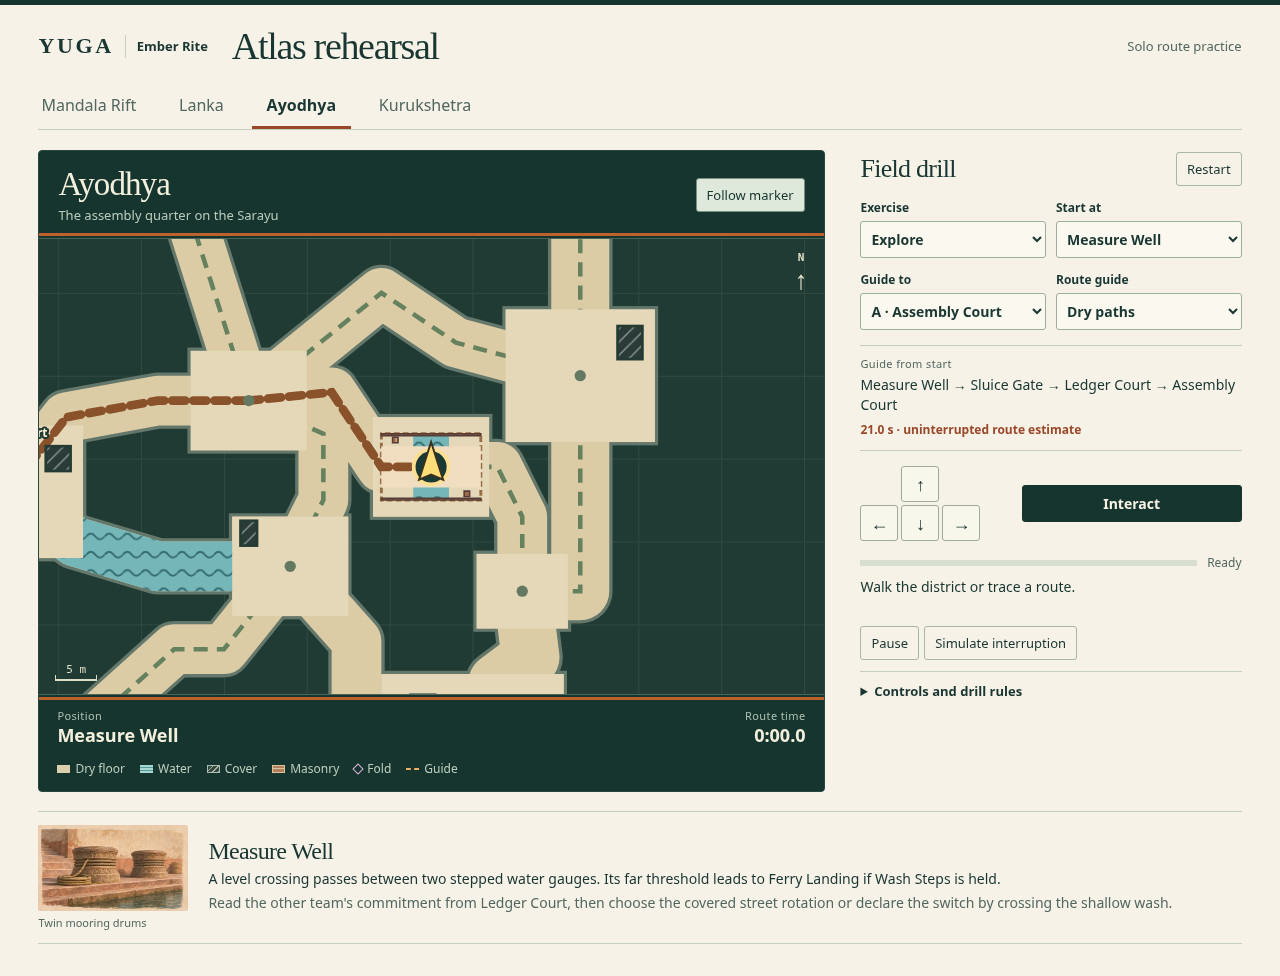 YUGA
Ember Rite
Atlas rehearsal
Solo route practice
Mandala Rift
Lanka
Ayodhya
Kurukshetra
Ayodhya
The assembly quarter on the Sarayu
Follow marker
N
↑
5 m
Position
Measure Well
Route time
0:00.0
Dry floor
Water
Cover
Masonry
Fold
Guide
Field drill
Restart
Exercise
Start at
Explore
Measure Well
Guide to
Route guide
A · Assembly Court
Dry paths
Guide from start
Measure Well → Sluice Gate → Ledger Court → Assembly
Court
21.0 s · uninterrupted route estimate
↑
← ↓ →
Interact
Ready
Walk the district or trace a route.
Pause
Simulate interruption
▶ Controls and drill rules
Twin mooring drums
Measure Well
A level crossing passes between two stepped water gauges. Its far threshold leads to Ferry Landing if Wash Steps is held.
Read the other team's commitment from Ledger Court, then choose the covered street rotation or declare the switch by crossing the shallow wash.